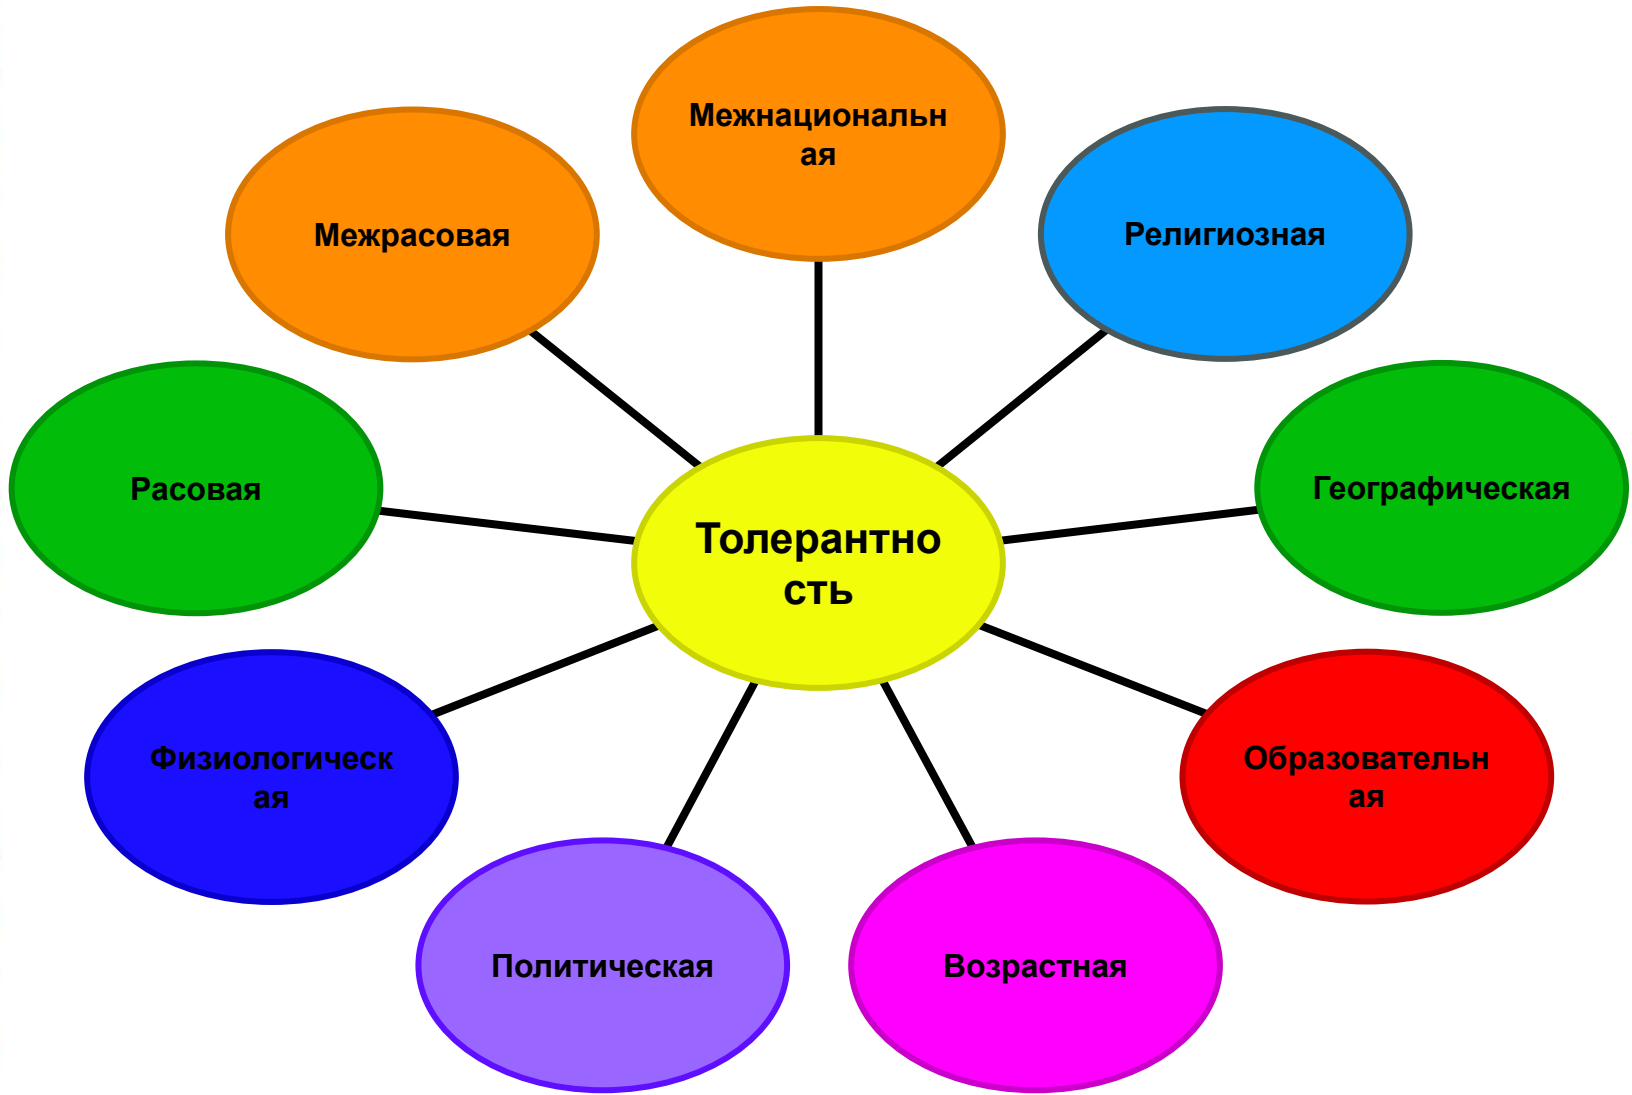 Межнациональн
ая
Межрасовая
Религиозная
Расовая
Географическая
Толерантно
сть
Физиологическ
ая
Образовательн
ая
Политическая
Возрастная